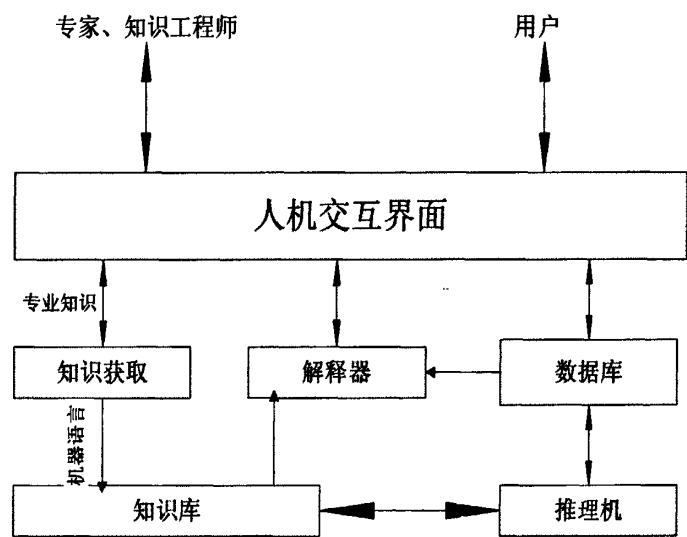 专家、知识工程师
用户
人机交互界面
专业知识
知识获取
解释器
数据库
机器语言
知识库
推理机